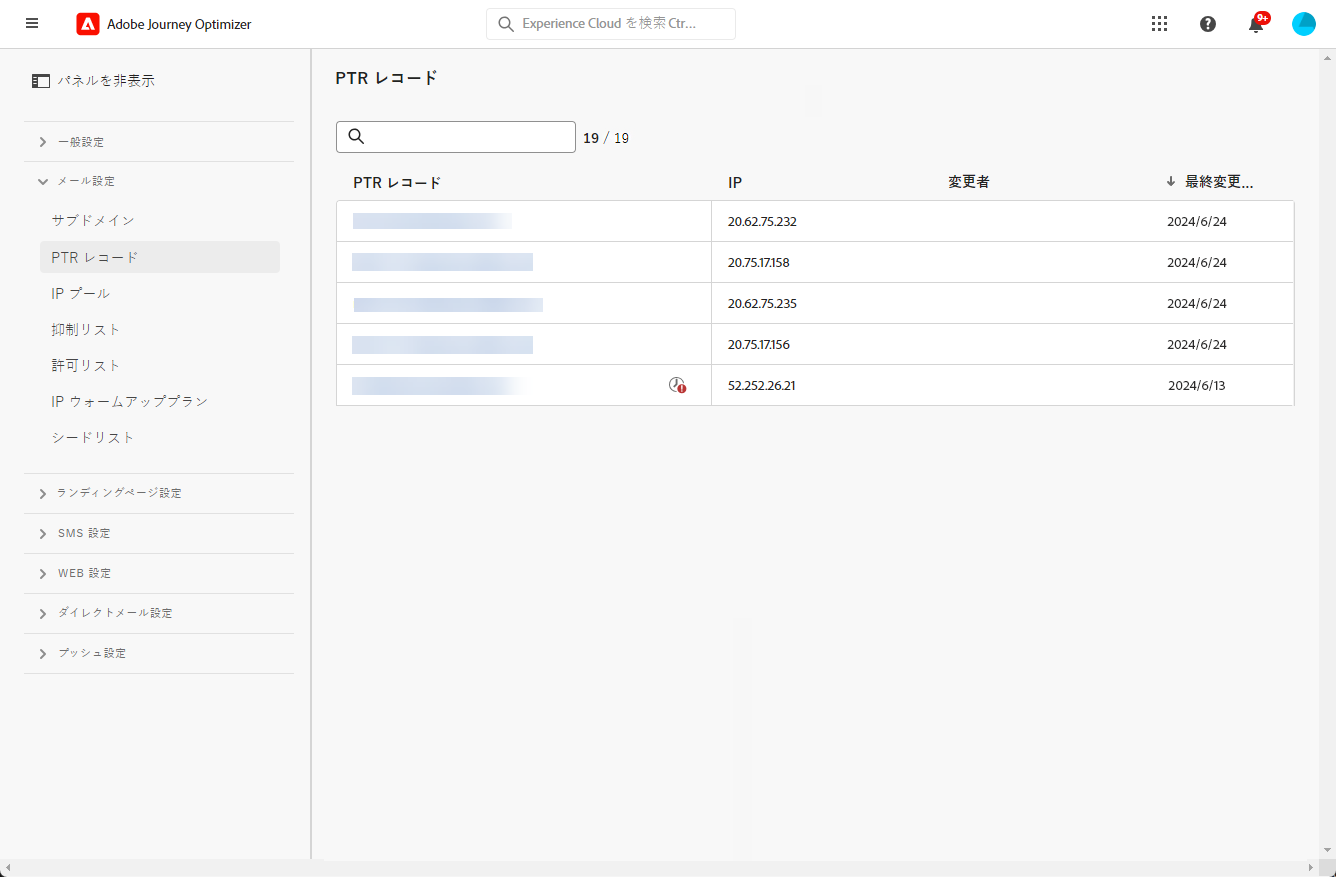 Adobe Journey Optimizer
Experience Cloud を検索 Ctr...
9+
パネルを非表示
一般設定
メール設定
サブドメイン
PTR レコード
IP プール
抑制リスト
許可リスト
IP ウォームアッププラン
シードリスト
ランディングページ設定
SMS 設定
WEB 設定
ダイレクトメール設定
プッシュ設定
PTR レコード
19 / 19
PTR レコード IP 変更者 最終変更...
20.62.75.232 2024/6/24
20.75.17.158 2024/6/24
20.62.75.235 2024/6/24
20.75.17.156 2024/6/24
52.252.26.21 2024/6/13